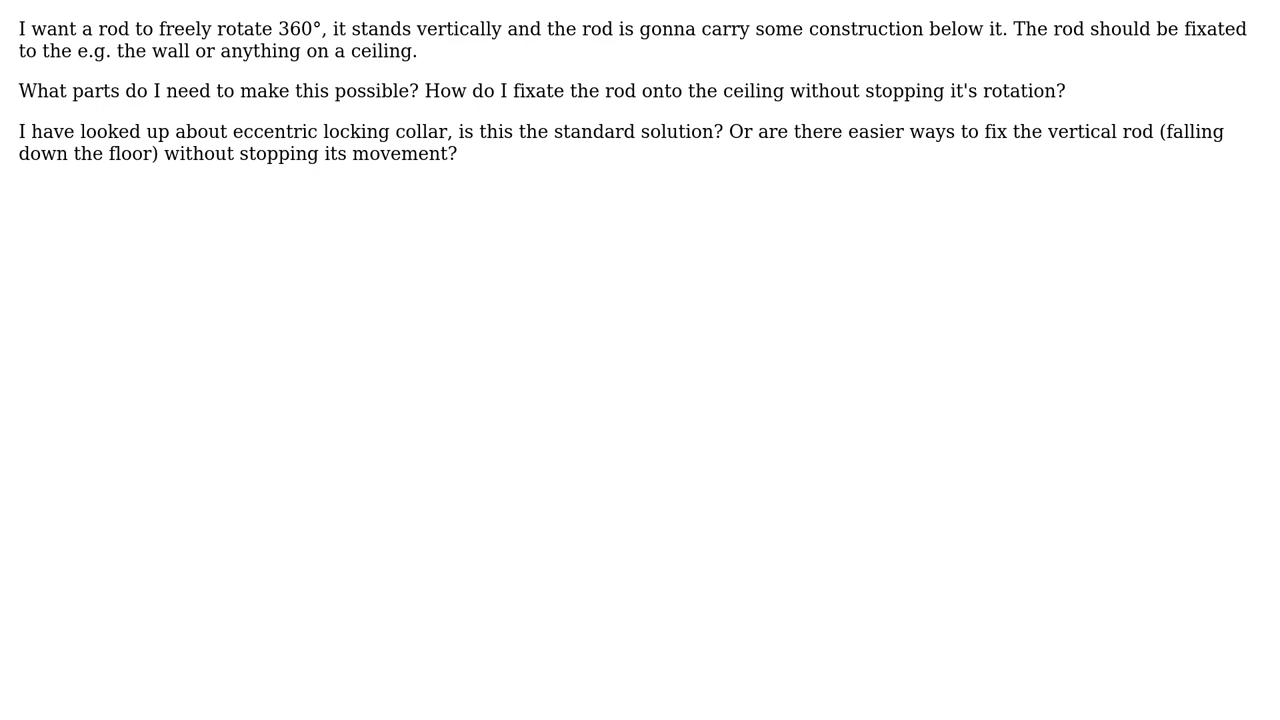 I want a rod to freely rotate 360°, it stands vertically and the rod is gonna carry some construction below it. The rod should be fixated
to the e.g. the wall or anything on a ceiling.
What parts do I need to make this possible? How do I fixate the rod onto the ceiling without stopping it's rotation?
I have looked up about eccentric locking collar, is this the standard solution? Or are there easier ways to fix the vertical rod (falling
down the floor) without stopping its movement?